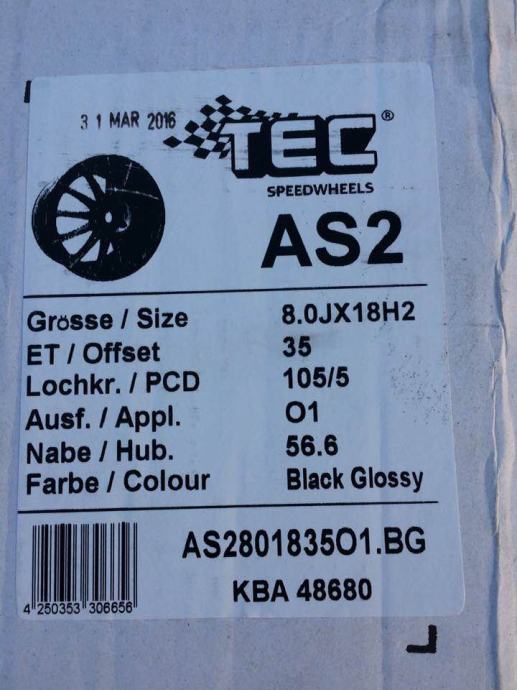 31 MAR 2016
TEC®
SPEEDWHEELS
AS2
Grösse / Size 8.0JX18H2
ET / Offset 35
Lochkr. / PCD 105/5
Ausf. / Appl. O1
Nabe / Hub. 56.6
Farbe / Colour Black Glossy
AS2801835O1.BG
KBA 48680
4 250353 306656